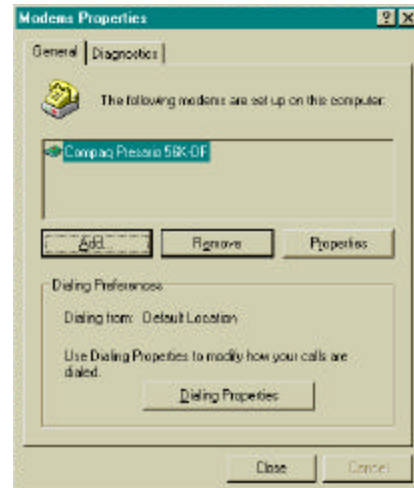 Modems Properties
General Diagnostics
The following modems are set up on this computer:
Compaq Presario 56K-DF
Add... Remove Properties
Dialing Preferences
Dialing from: Default Location
Use Dialing Properties to modify how your calls are
dialed.
Dialing Properties
Close Cancel